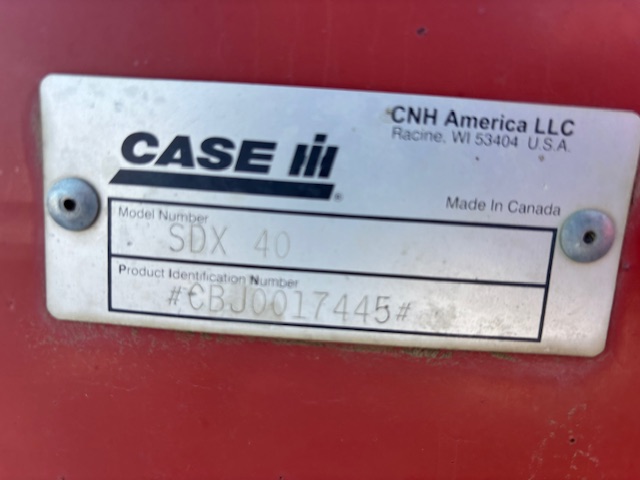 CNH America LLC
Racine, WI 53404 U.S.A.
CASE IH
®
Made in Canada
Model Number
SDX 40
Product Identification Number
#CBJ0017445#